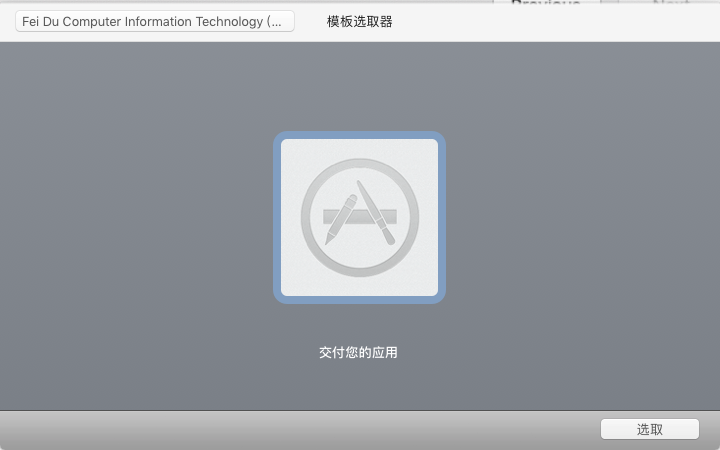 Fei Du Computer Information Technology (...
模板选取器
交付您的应用
选取